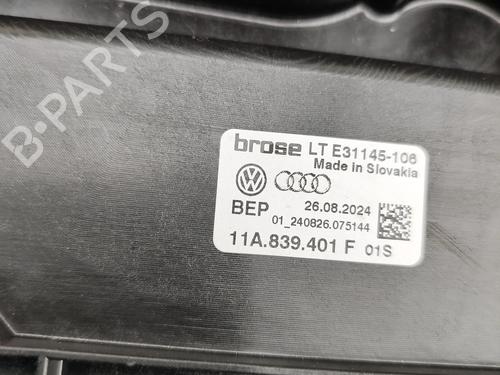 B-PARTS
brose LT E31145-106
Made in Slovakia
BEP 26.08.2024
01_240826.075144
11A.839.401 F 01S